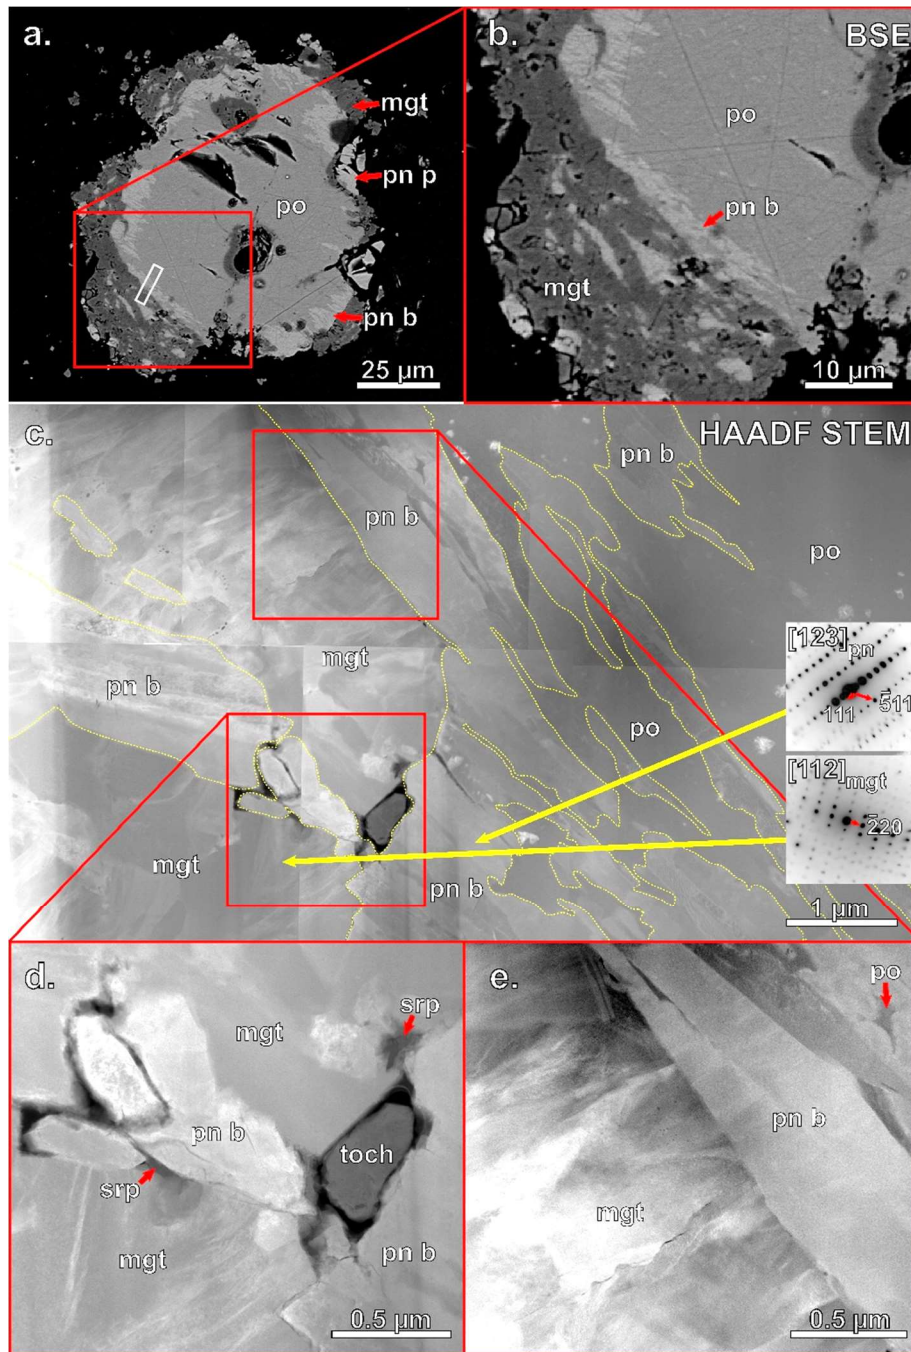 a.
mgt
pn p
po
pn b
25 µm
b.
BSE
po
pn b
mgt
10 µm
c.
HAADF STEM
pn b
pn b
po
mgt
pn b
po
mgt
pn b
[123]pn
111
5̄11
[112]mgt
2̄20
1 µm
d.
srp
mgt
pn b
toch
srp
mgt
pn b
0.5 µm
e.
po
pn b
mgt
0.5 µm